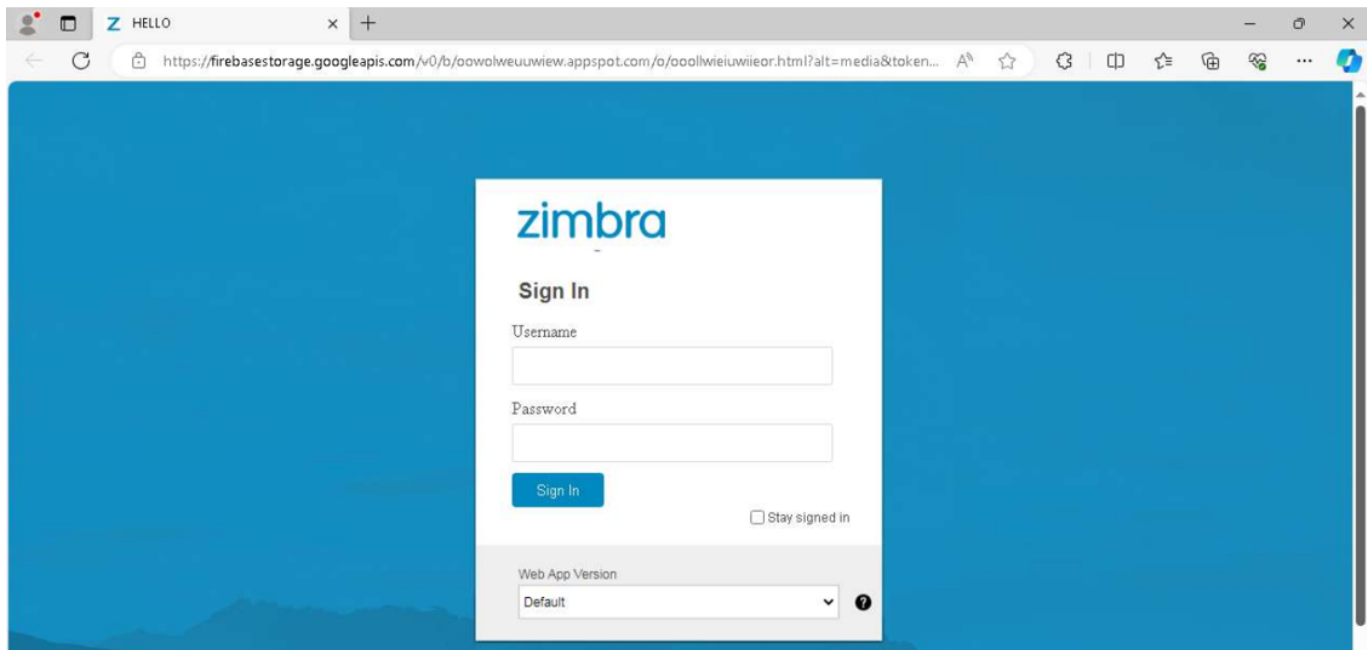 HELLO
https://firebasestorage.googleapis.com/v0/b/oowolweuuwiew.appspot.com/o/ooollwieiuwiieor.html?alt=media&token...
zimbra
Sign In
Username
Password
Sign In
Stay signed in
Web App Version
Default